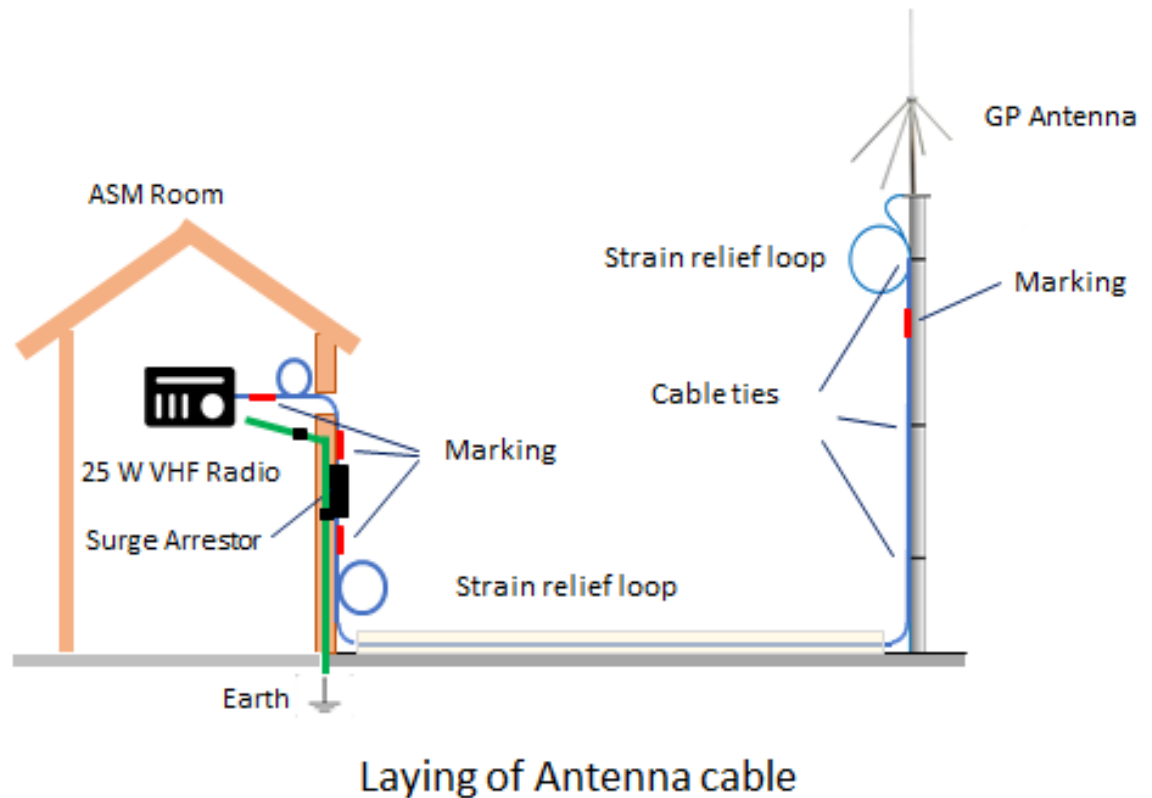 GP Antenna
ASM Room
Strain relief loop
Marking
Cable ties
Marking
25 W VHF Radio
Surge Arrestor
Strain relief loop
Earth
Laying of Antenna cable